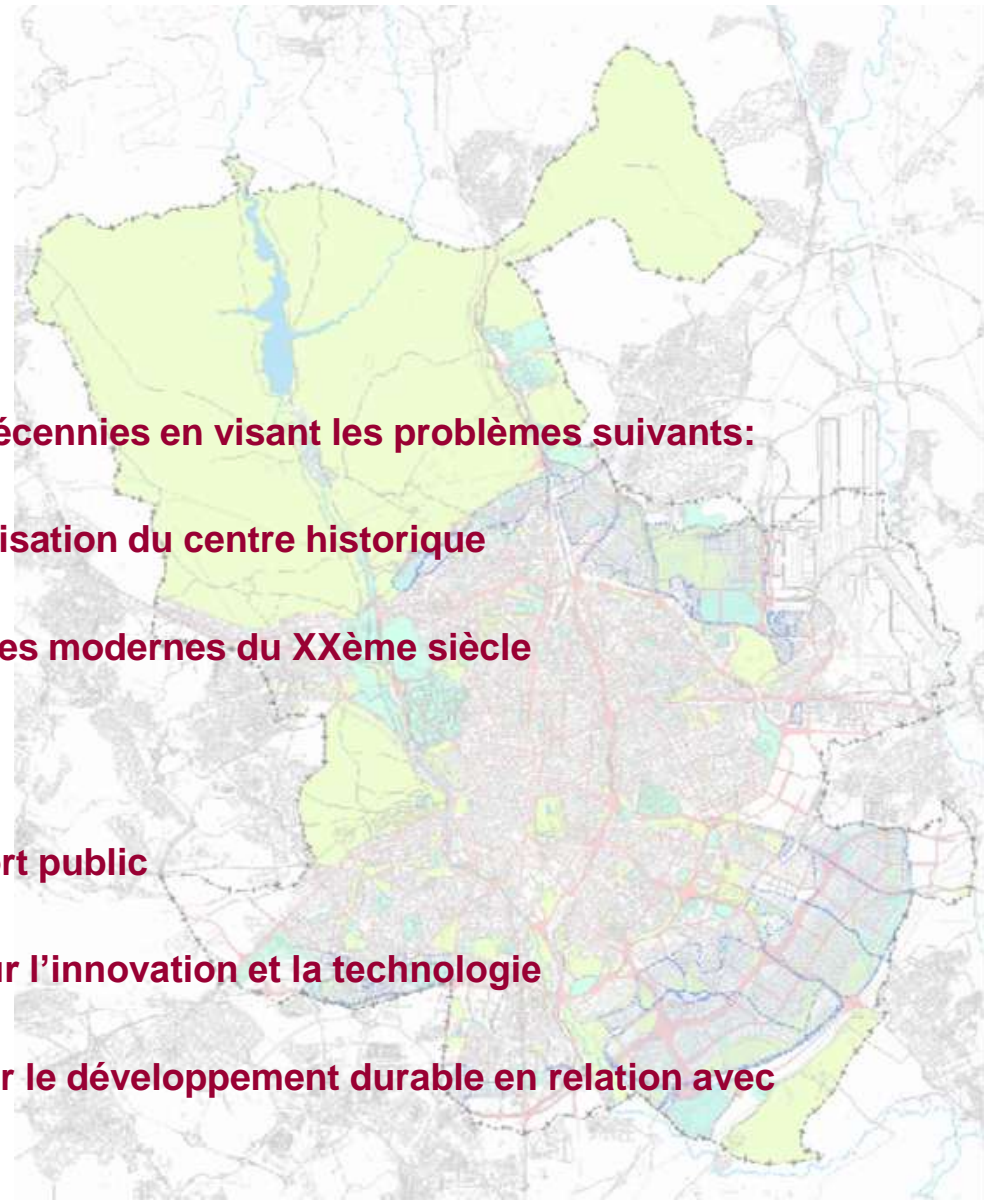 écennies en visant les problèmes suivants:
isation du centre historique
es modernes du XXème siècle
rt public
ur l’innovation et la technologie
r le développement durable en relation avec